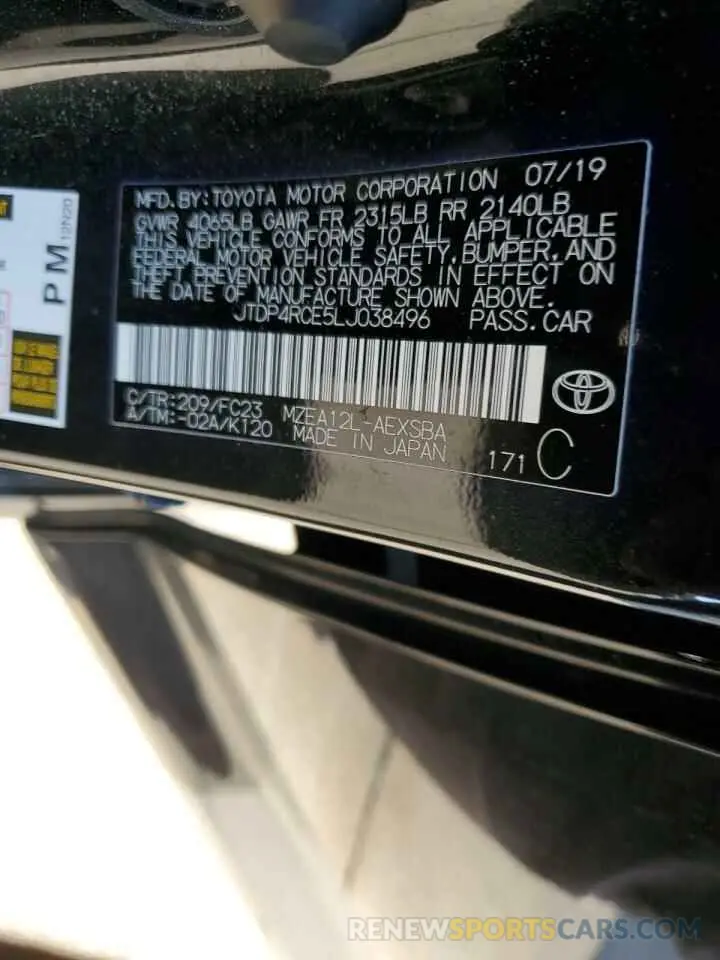 MFD.BY:TOYOTA MOTOR CORPORATION 07/19
GVWR 4065LB GAWR FR 2315LB RR 2140LB
THIS VEHICLE CONFORMS TO ALL APPLICABLE
FEDERAL MOTOR VEHICLE SAFETY,BUMPER,AND
THEFT PREVENTION STANDARDS IN EFFECT ON
THE DATE OF MANUFACTURE SHOWN ABOVE.
JTDP4RCE5LJ038496 PASS.CAR
C/TR:209/FC23 MZEA12L-AEXSBA
A/TM:-02A/K120 MADE IN JAPAN
171 C
PM
12N20
RENEWSPORTSCARS.COM